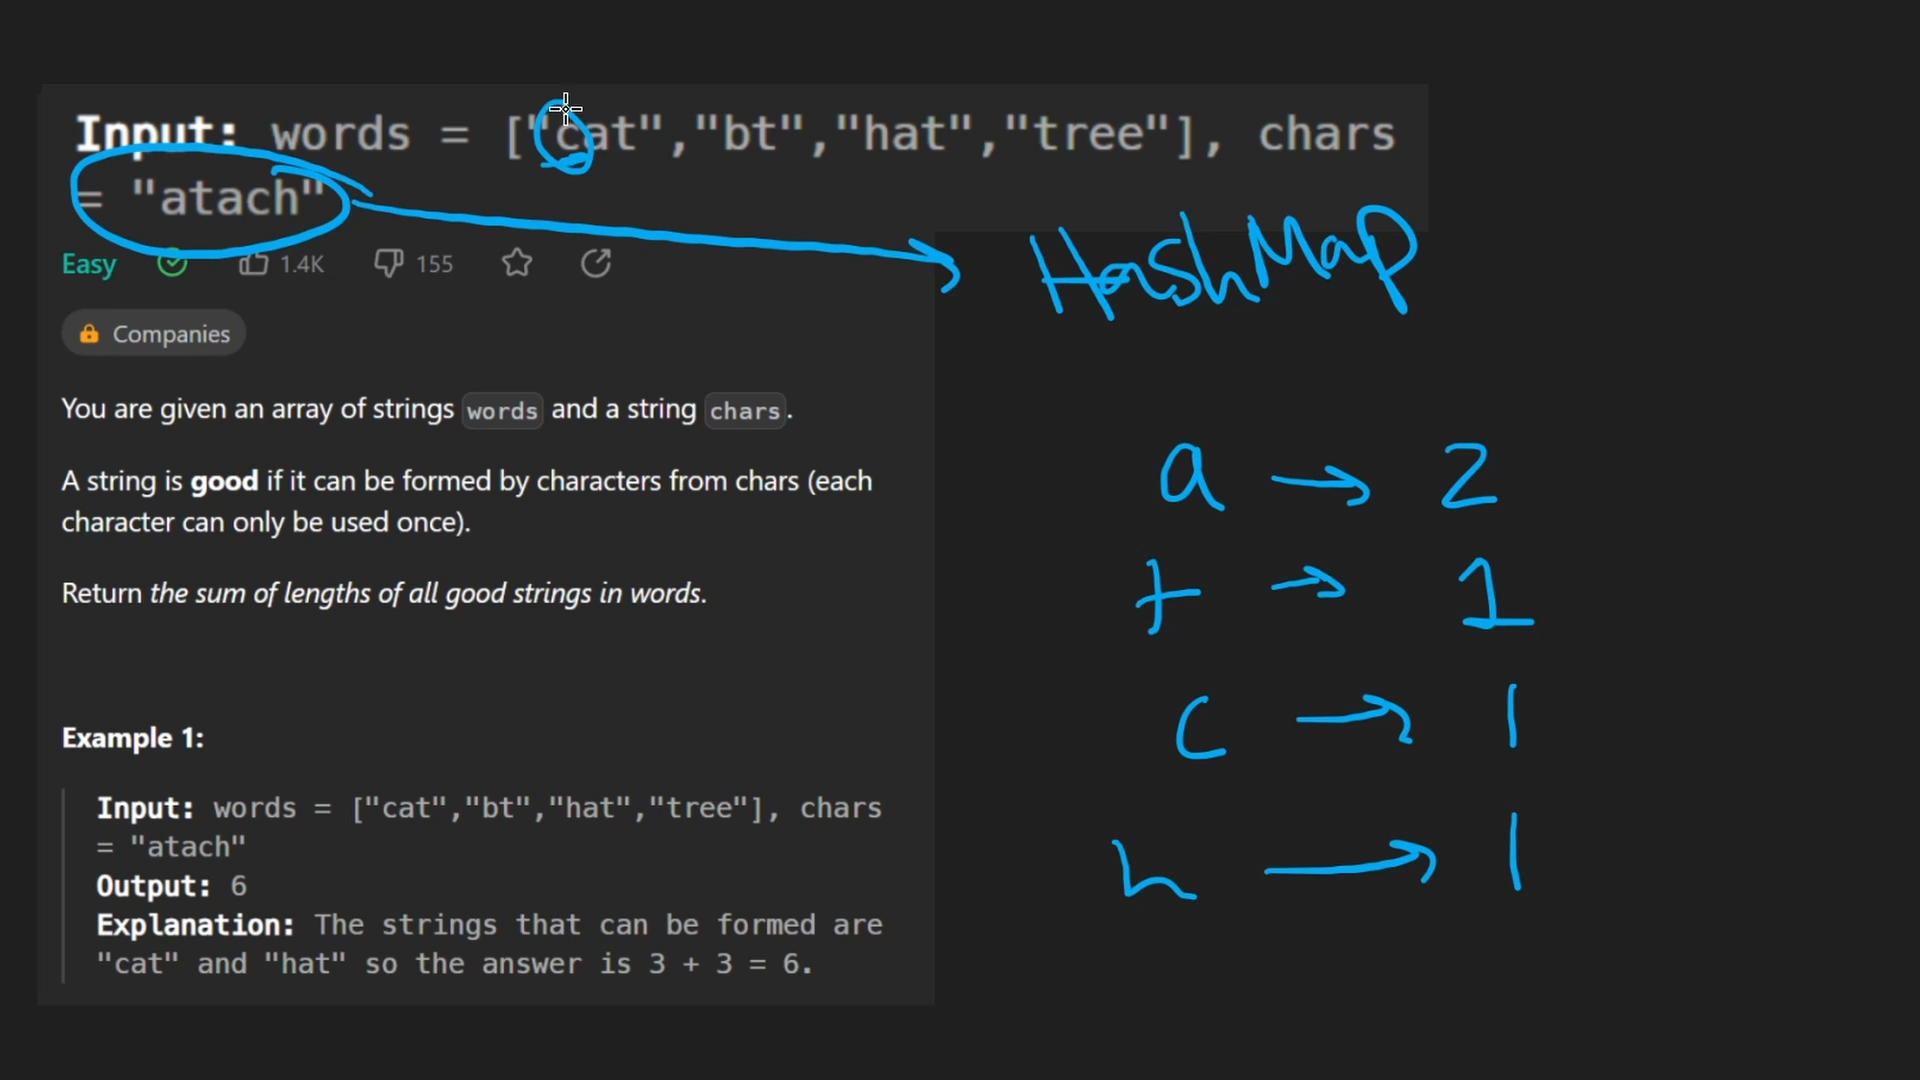 Input: words = ["cat","bt","hat","tree"], chars
= "atach"
HashMap
Easy 1.4K 155
Companies
You are given an array of strings words and a string chars.
A string is good if it can be formed by characters from chars (each
character can only be used once).
Return the sum of lengths of all good strings in words.
a → 2
t → 1
c → 1
h → 1
Example 1:
Input: words = ["cat","bt","hat","tree"], chars
= "atach"
Output: 6
Explanation: The strings that can be formed are
"cat" and "hat" so the answer is 3 + 3 = 6.